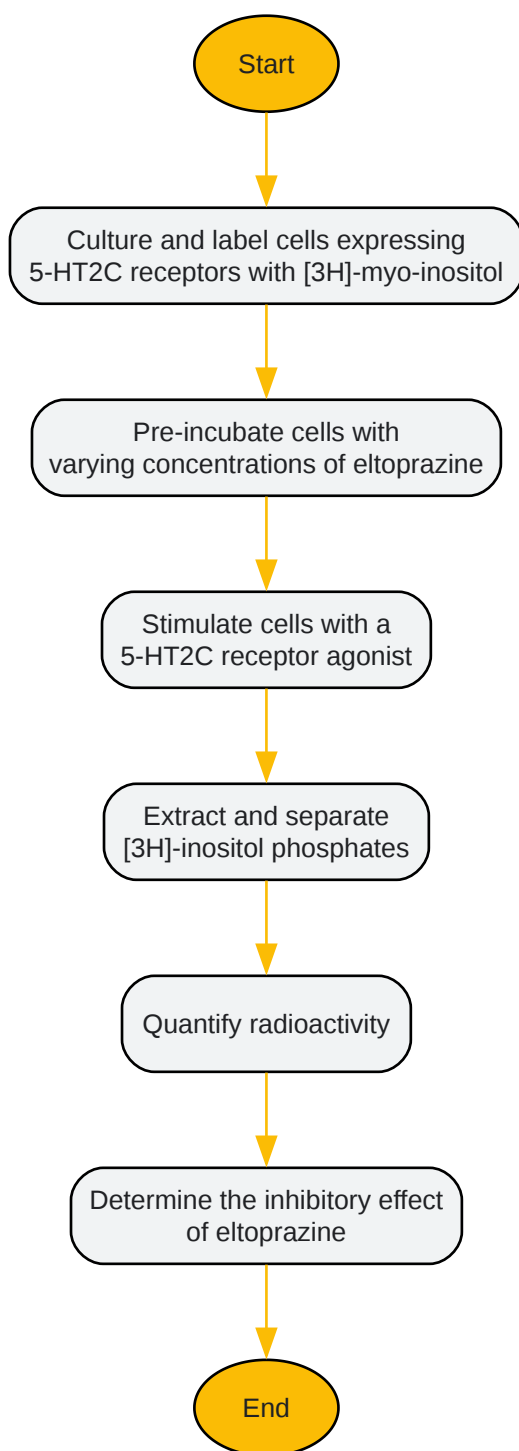 Start
Culture and label cells expressing
5-HT2C receptors with [3H]-myo-inositol
Pre-incubate cells with
varying concentrations of eltoprazine
Stimulate cells with a
5-HT2C receptor agonist
Extract and separate
[3H]-inositol phosphates
Quantify radioactivity
Determine the inhibitory effect
of eltoprazine
End